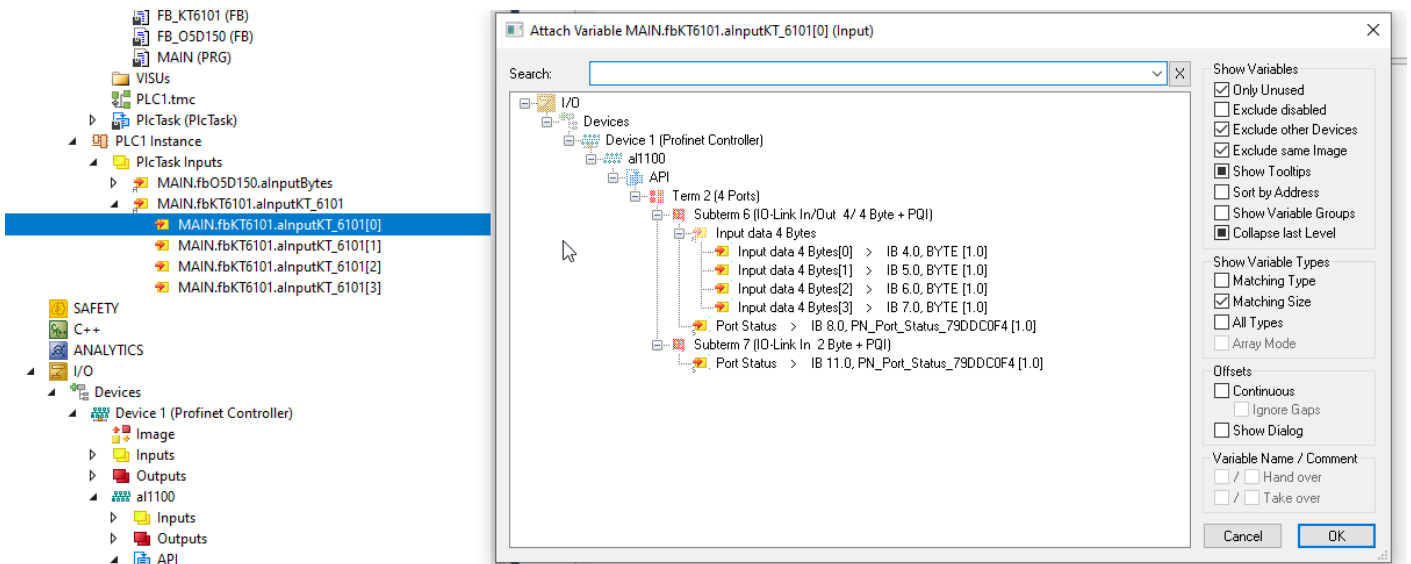 FB_KT6101 (FB)
FB_O5D150 (FB)
MAIN (PRG)
VISUs
PLC1.tmc
PlcTask (PlcTask)
PLC1 Instance
PlcTask Inputs
MAIN.fbO5D150.aInputBytes
MAIN.fbKT6101.aInputKT_6101
MAIN.fbKT6101.aInputKT_6101[0]
MAIN.fbKT6101.aInputKT_6101[1]
MAIN.fbKT6101.aInputKT_6101[2]
MAIN.fbKT6101.aInputKT_6101[3]
SAFETY
C++
ANALYTICS
I/O
Devices
Device 1 (Profinet Controller)
Image
Inputs
Outputs
al1100
Inputs
Outputs
API
Attach Variable MAIN.fbKT6101.aInputKT_6101[0] (Input)
Search:
X
I/O
Devices
Device 1 (Profinet Controller)
al1100
API
Term 2 (4 Ports)
Subterm 6 (IO-Link In/Out 4/ 4 Byte + PQI)
Input data 4 Bytes
Input data 4 Bytes[0] > IB 4.0, BYTE [1.0]
Input data 4 Bytes[1] > IB 5.0, BYTE [1.0]
Input data 4 Bytes[2] > IB 6.0, BYTE [1.0]
Input data 4 Bytes[3] > IB 7.0, BYTE [1.0]
Port Status > IB 8.0, PN_Port_Status_79DDC0F4 [1.0]
Subterm 7 (IO-Link In 2 Byte + PQI)
Port Status > IB 11.0, PN_Port_Status_79DDC0F4 [1.0]
Show Variables
Only Unused
Exclude disabled
Exclude other Devices
Exclude same Image
Show Tooltips
Sort by Address
Show Variable Groups
Collapse last Level
Show Variable Types
Matching Type
Matching Size
All Types
Array Mode
Offsets
Continuous
Ignore Gaps
Show Dialog
Variable Name / Comment
/ Hand over
/ Take over
Cancel
OK